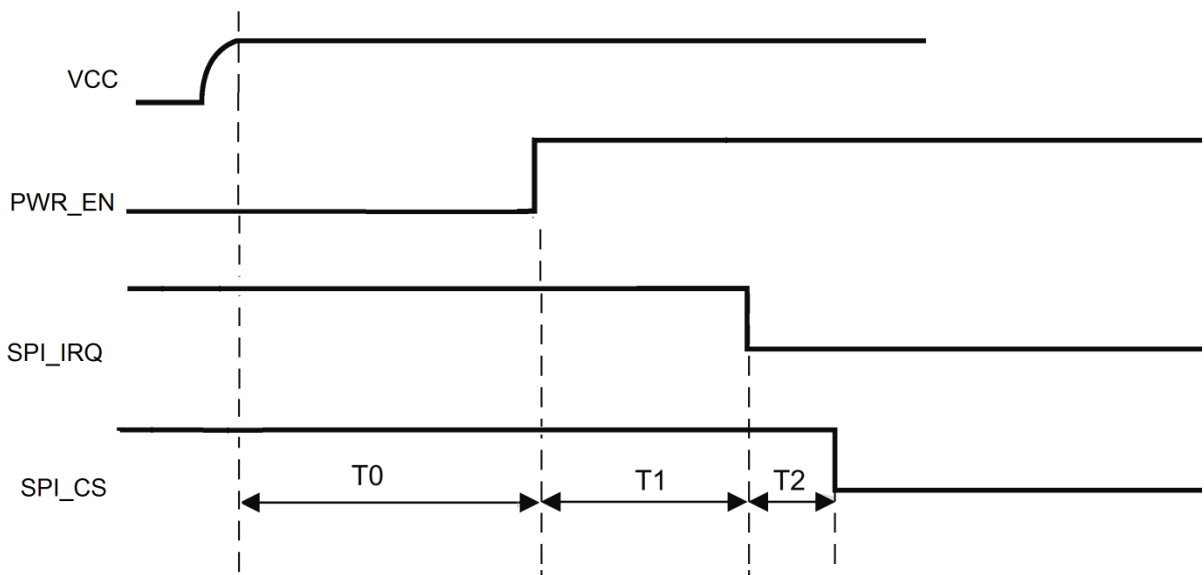 VCC
PWR_EN
SPI_IRQ
SPI_CS
T0
T1
T2